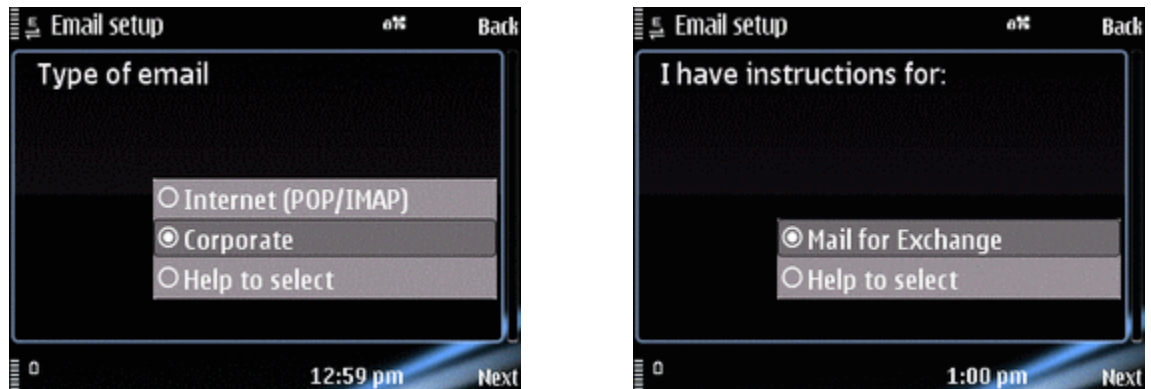 Email setup
Back
Type of email
Internet (POP/IMAP)
Corporate
Help to select
12:59 pm
Next
Email setup
Back
I have instructions for:
Mail for Exchange
Help to select
1:00 pm
Next